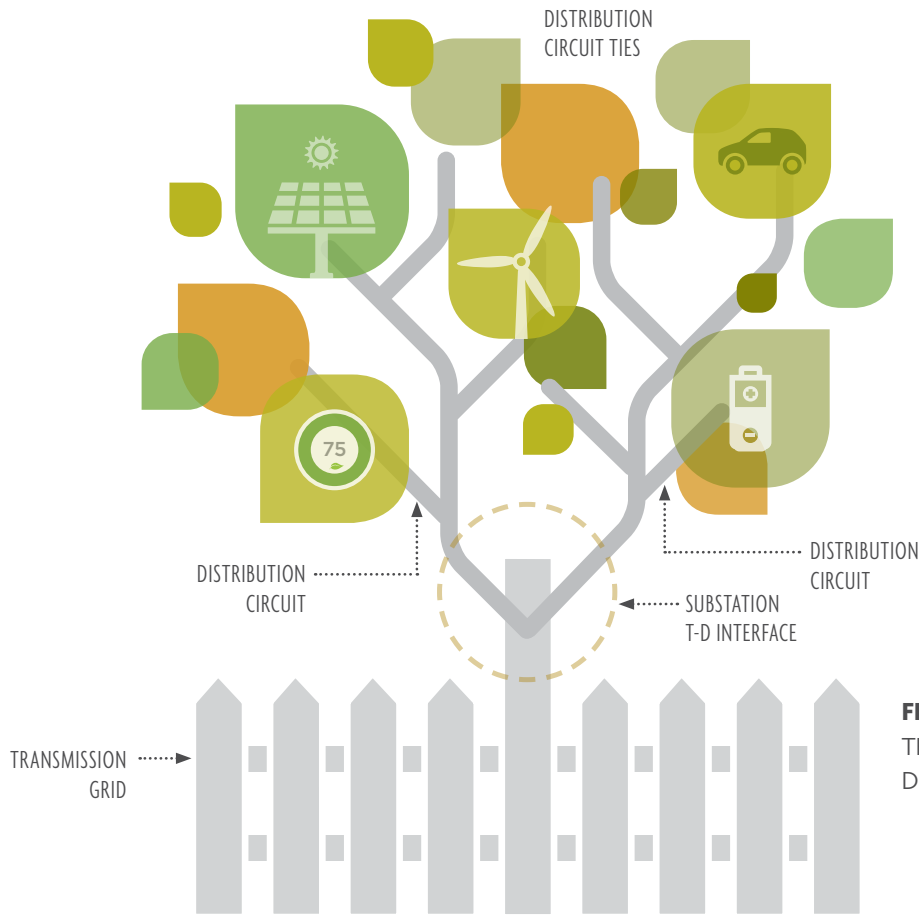 DISTRIBUTION
CIRCUIT TIES
75
DISTRIBUTION
CIRCUIT
DISTRIBUTION
CIRCUIT
SUBSTATION
T-D INTERFACE
TRANSMISSION
GRID